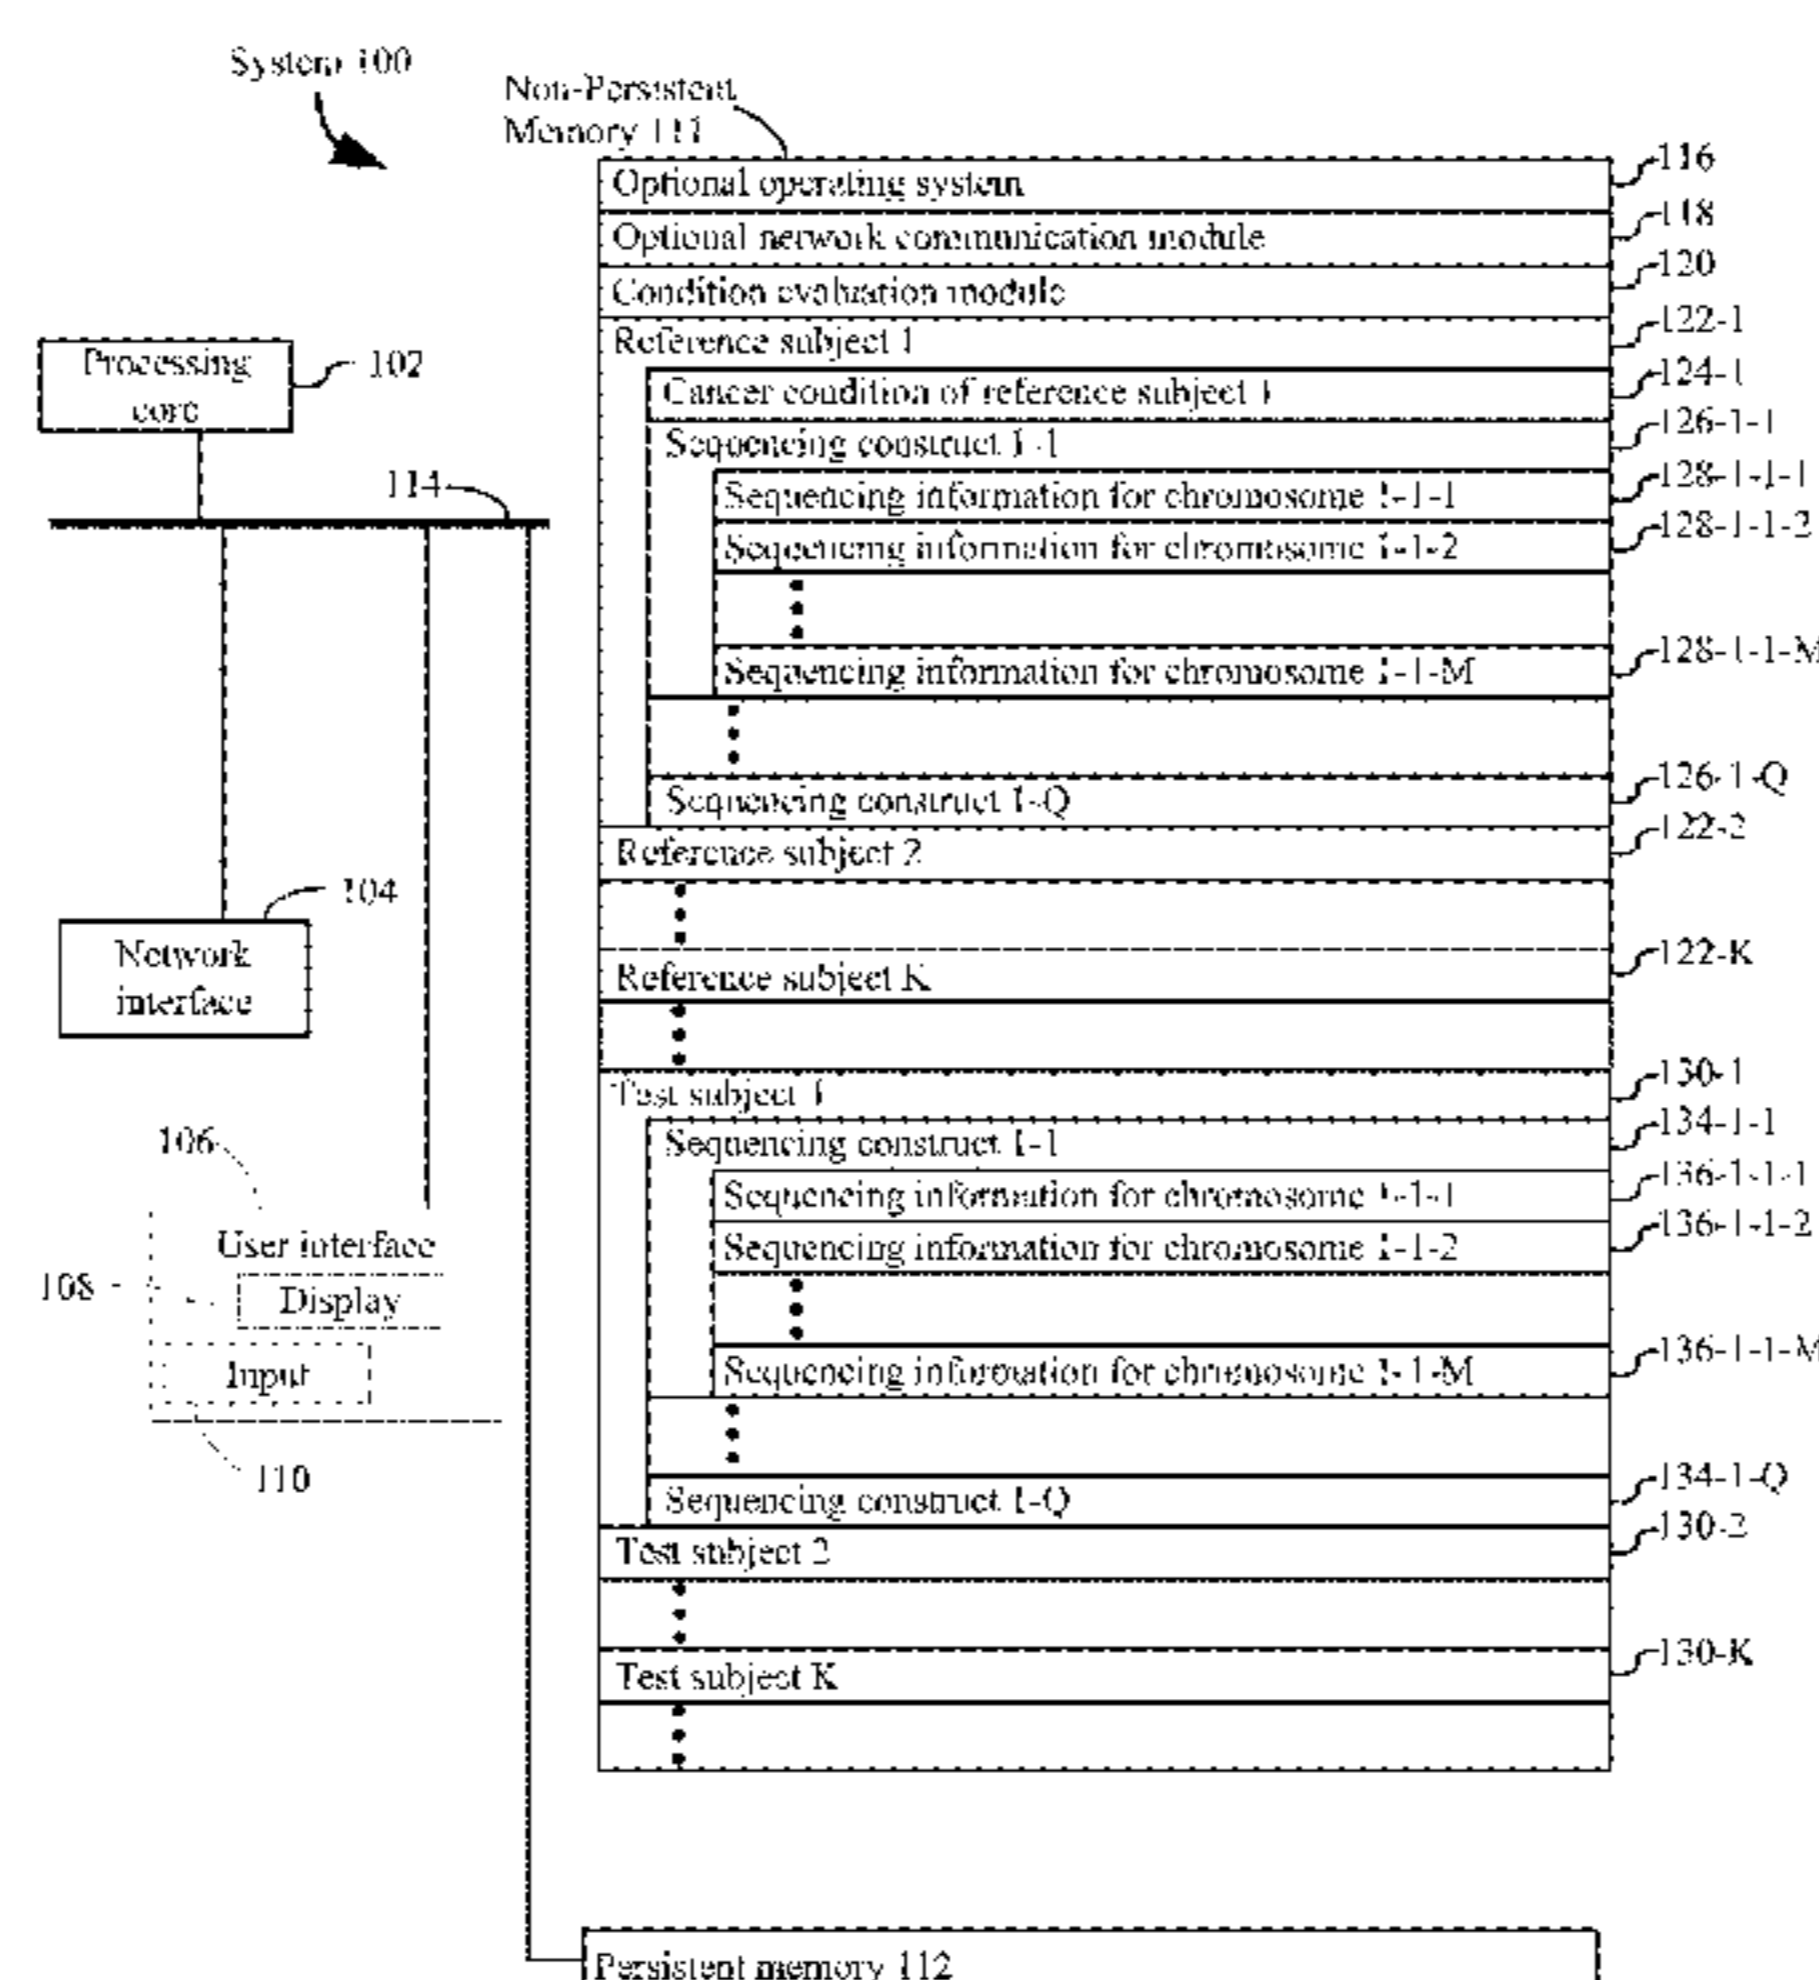 System 100
Non-Persistent
Memory 111
Optional operating system
116
Optional network communication module
118
Condition evaluation module
120
Reference subject 1
122-1
Cancer condition of reference subject 1
124-1
Sequencing construct 1-1
126-1-1
Sequencing information for chromosome 1-1-1
128-1-1-1
Sequencing information for chromosome 1-1-2
128-1-1-2
Sequencing information for chromosome 1-1-M
128-1-1-M
Sequencing construct 1-Q
126-1-Q
Reference subject 2
122-2
Reference subject K
122-K
Test subject 1
130-1
Sequencing construct 1-1
134-1-1
Sequencing information for chromosome 1-1-1
136-1-1-1
Sequencing information for chromosome 1-1-2
136-1-1-2
Sequencing information for chromosome 1-1-M
136-1-1-M
Sequencing construct 1-Q
134-1-Q
Test subject 2
130-2
Test subject K
130-K
Processing
core
102
114
104
Network
interface
106
User interface
108
Display
Input
110
Persistent memory 112